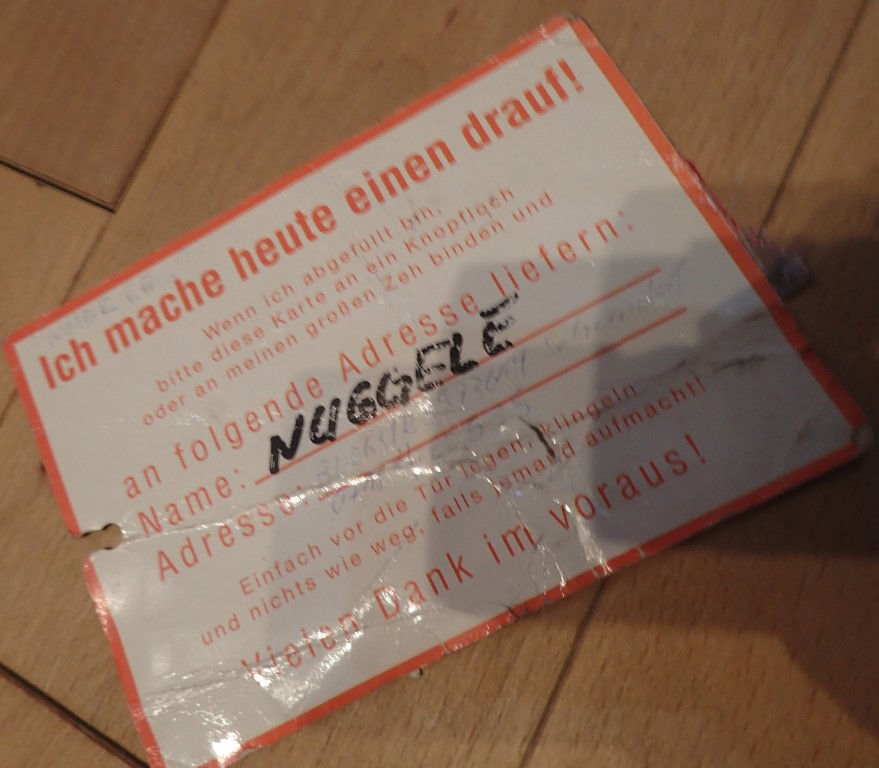 Ich mache heute einen drauf!
Wenn ich abgefüllt bin,
bitte diese Karte an ein Knopfloch
oder an meinen großen Zeh binden und
an folgende Adresse liefern:
Name: NUGGELE
Adresse:
Einfach vor die Tür legen, klingeln
und nichts wie weg, falls jemand aufmacht!
Vielen Dank im voraus!